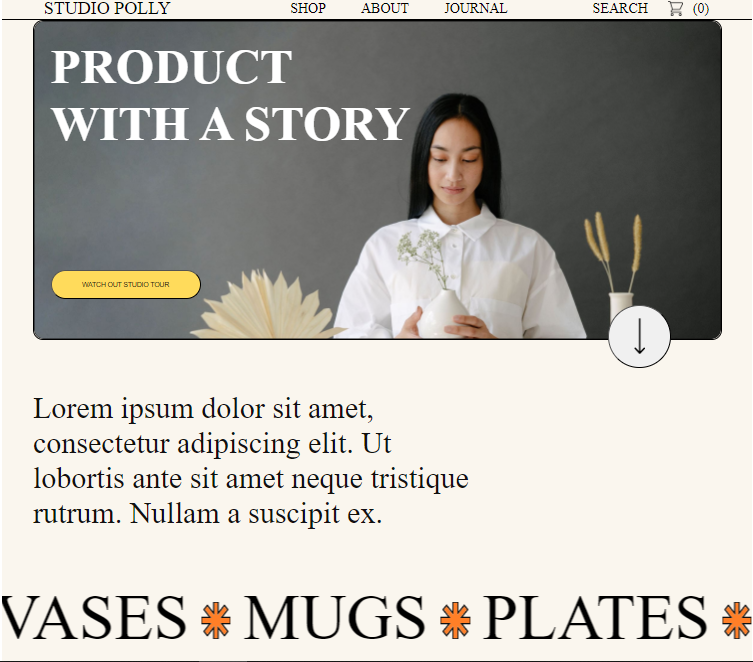 STUDIO POLLY SHOP ABOUT JOURNAL SEARCH (0)
PRODUCT
WITH A STORY
WATCH OUT STUDIO TOUR
Lorem ipsum dolor sit amet,
consectetur adipiscing elit. Ut
lobortis ante sit amet neque tristique
rutrum. Nullam a suscipit ex.
VASES MUGS PLATES